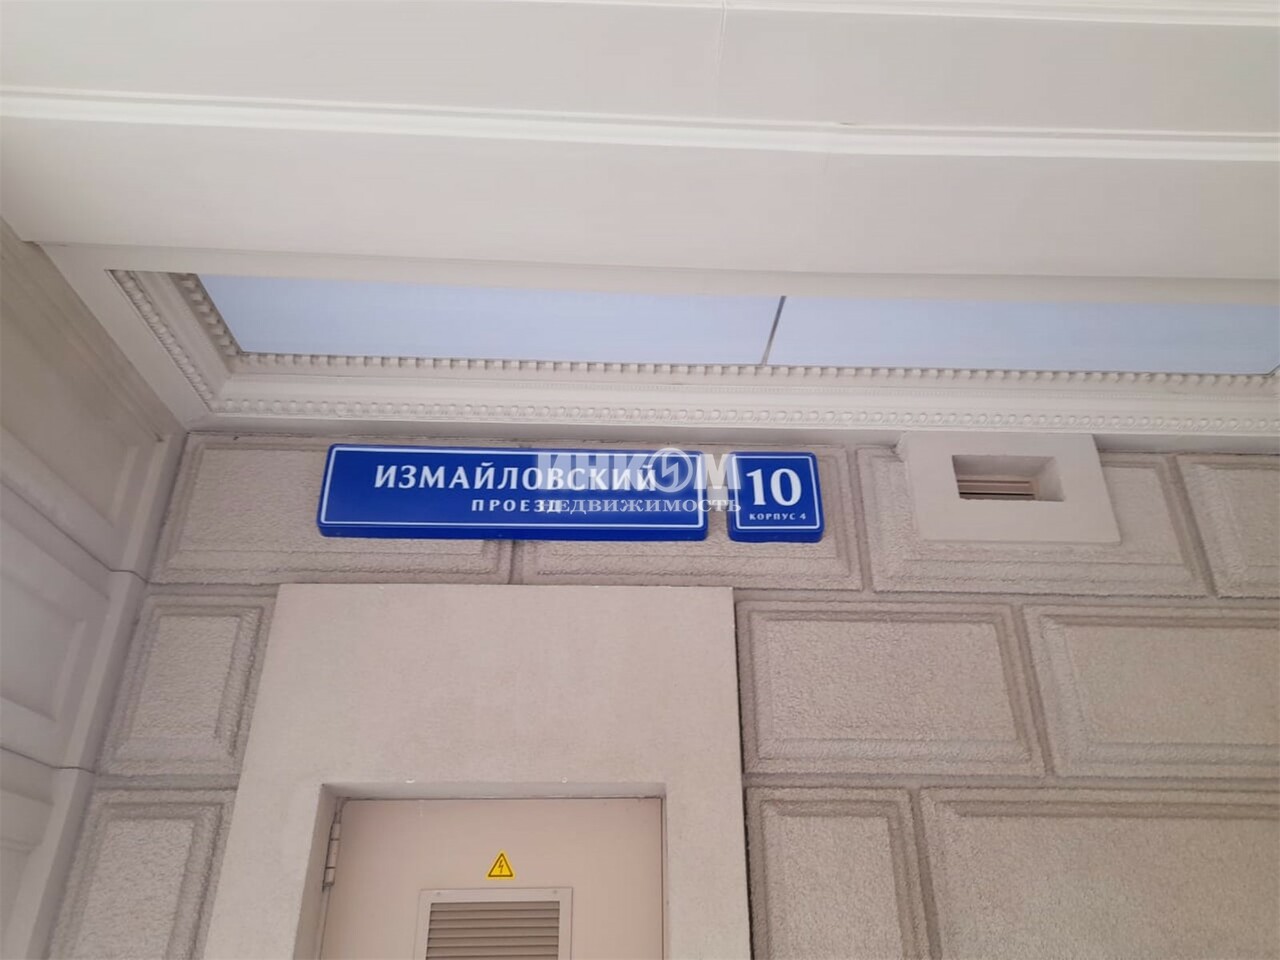 ИЗМАЙЛОВСКИЙ
ПРОЕЗД
10
КОРПУС 4
ИНКОМ
НЕДВИЖИМОСТЬ